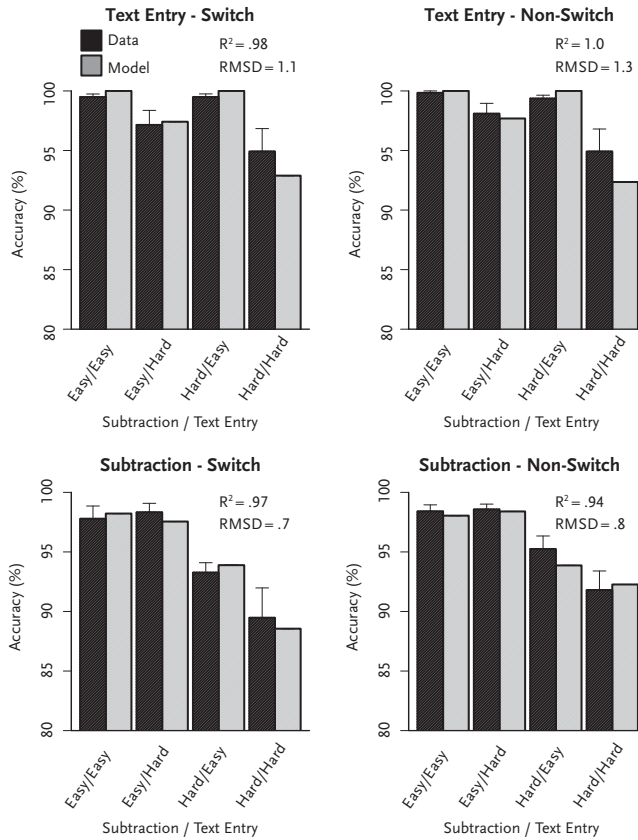 Text Entry - Switch
Data
Model
R² = .98
RMSD = 1.1
Accuracy (%)
100
95
90
85
80
Easy/Easy
Easy/Hard
Hard/Easy
Hard/Hard
Subtraction / Text Entry
Text Entry - Non-Switch
R² = 1.0
RMSD = 1.3
Accuracy (%)
100
95
90
85
80
Easy/Easy
Easy/Hard
Hard/Easy
Hard/Hard
Subtraction / Text Entry
Subtraction - Switch
R² = .97
RMSD = .7
Accuracy (%)
100
95
90
85
80
Easy/Easy
Easy/Hard
Hard/Easy
Hard/Hard
Subtraction / Text Entry
Subtraction - Non-Switch
R² = .94
RMSD = .8
Accuracy (%)
100
95
90
85
80
Easy/Easy
Easy/Hard
Hard/Easy
Hard/Hard
Subtraction / Text Entry